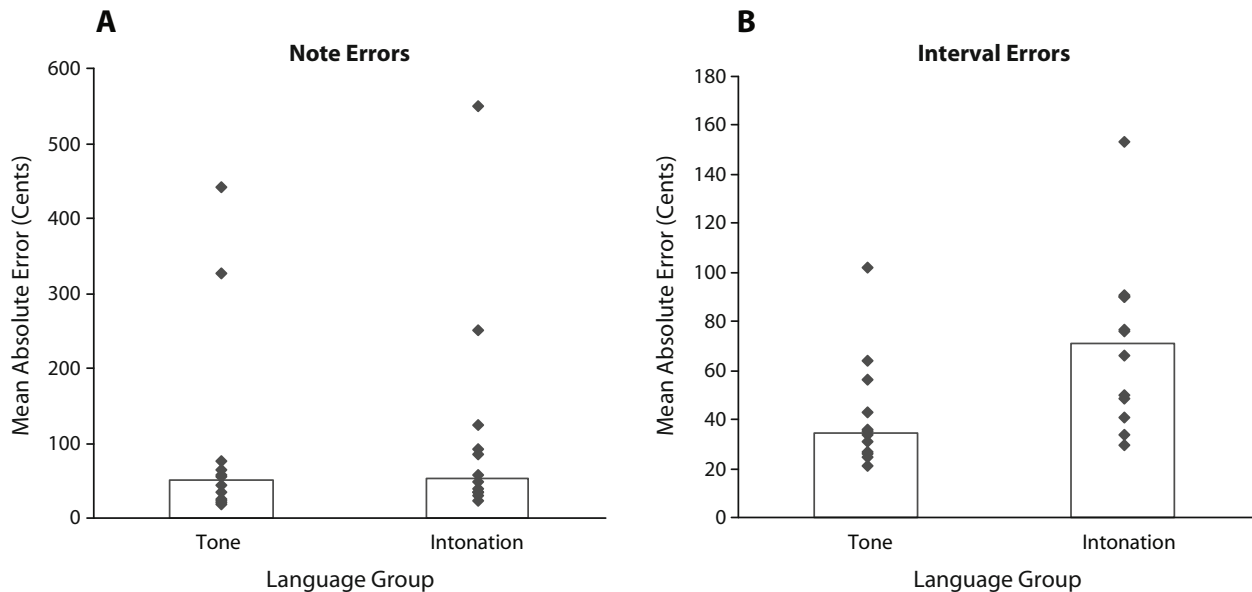 A
Note Errors
600
500
400
300
200
100
0
Mean Absolute Error (Cents)
Tone
Intonation
Language Group
B
Interval Errors
180
160
140
120
100
80
60
40
20
0
Mean Absolute Error (Cents)
Tone
Intonation
Language Group